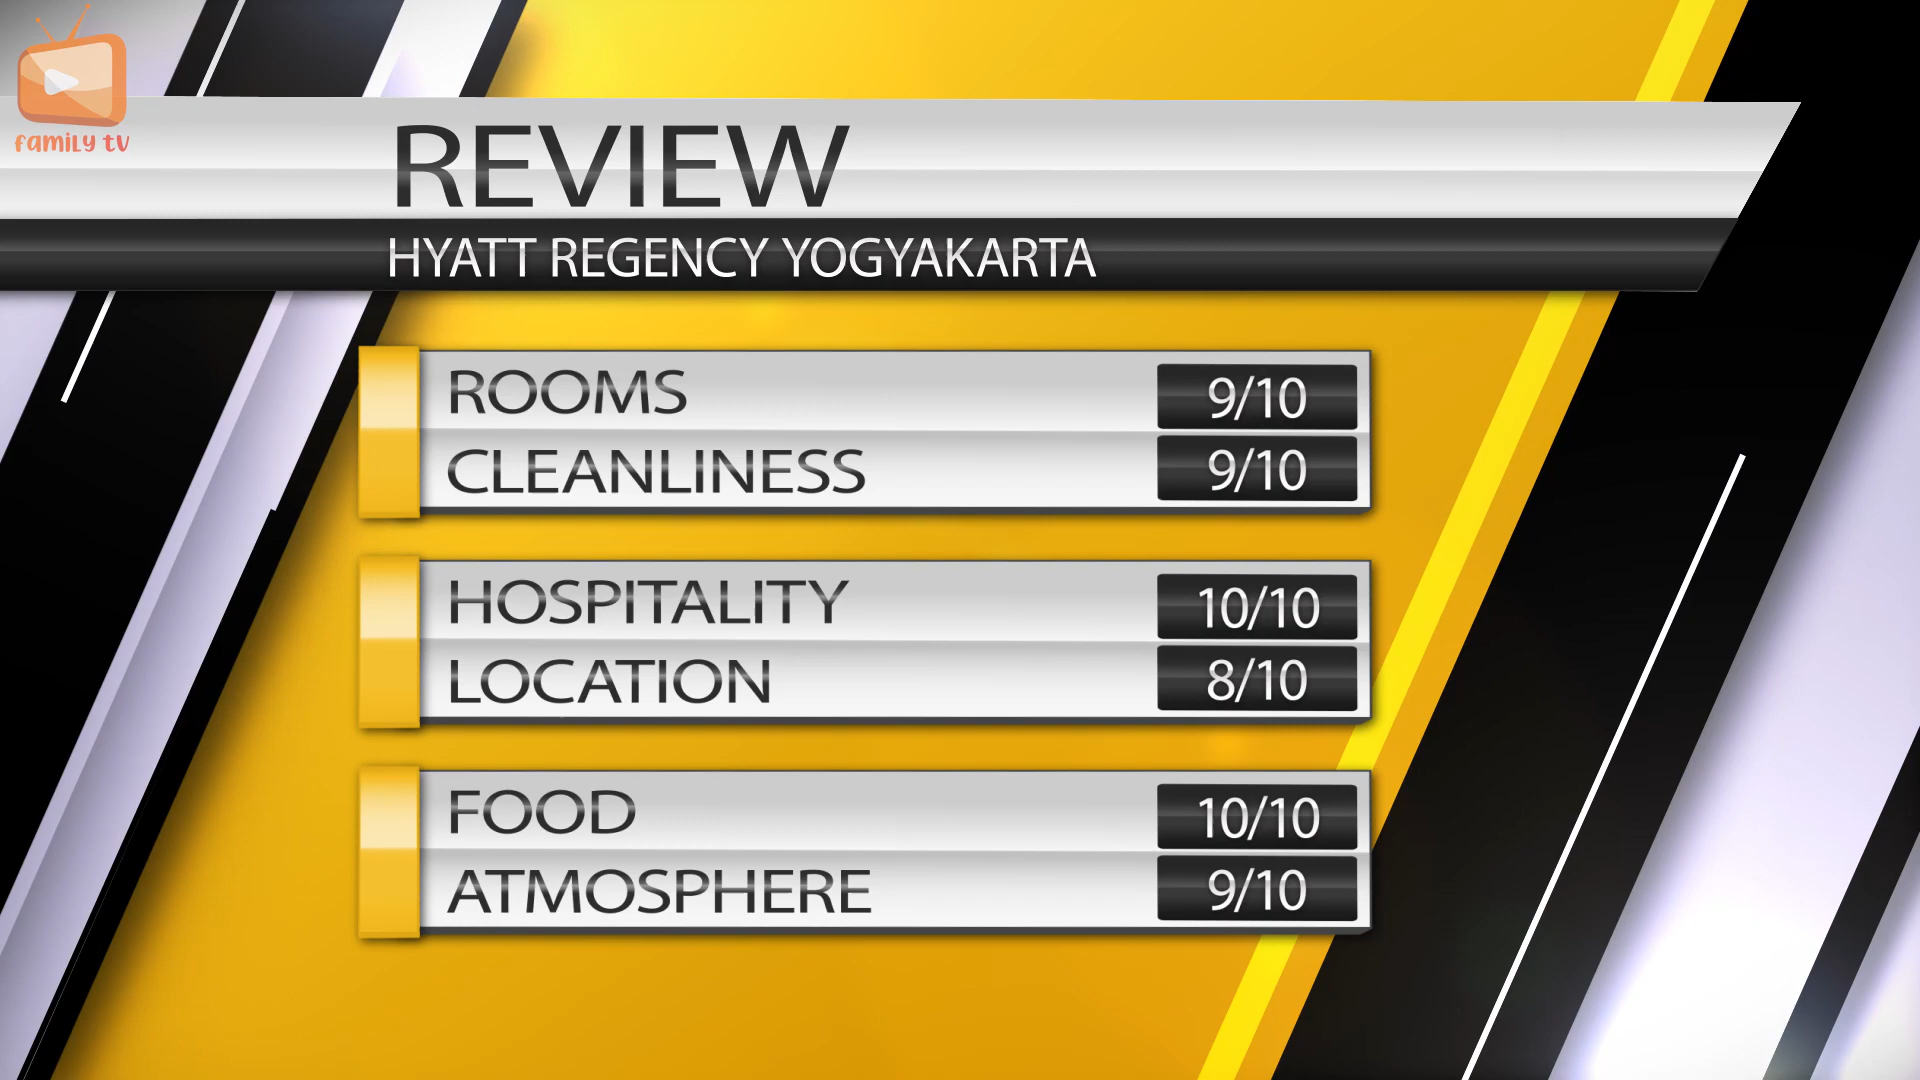 family tv
REVIEW
HYATT REGENCY YOGYAKARTA
ROOMS 9/10
CLEANLINESS 9/10
HOSPITALITY 10/10
LOCATION 8/10
FOOD 10/10
ATMOSPHERE 9/10